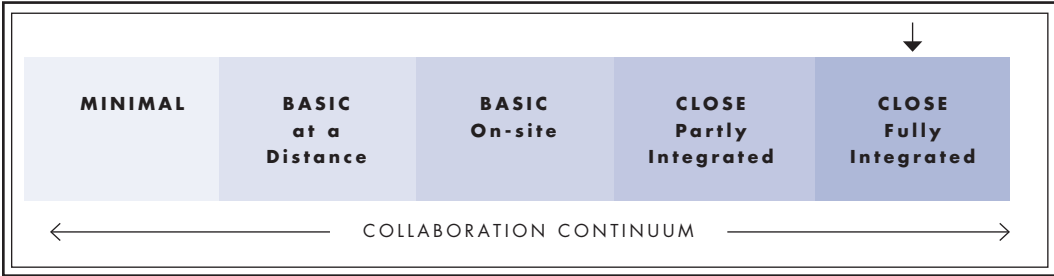 MINIMAL
BASIC
at a
Distance
BASIC
On-site
CLOSE
Partly
Integrated
CLOSE
Fully
Integrated
COLLABORATION CONTINUUM